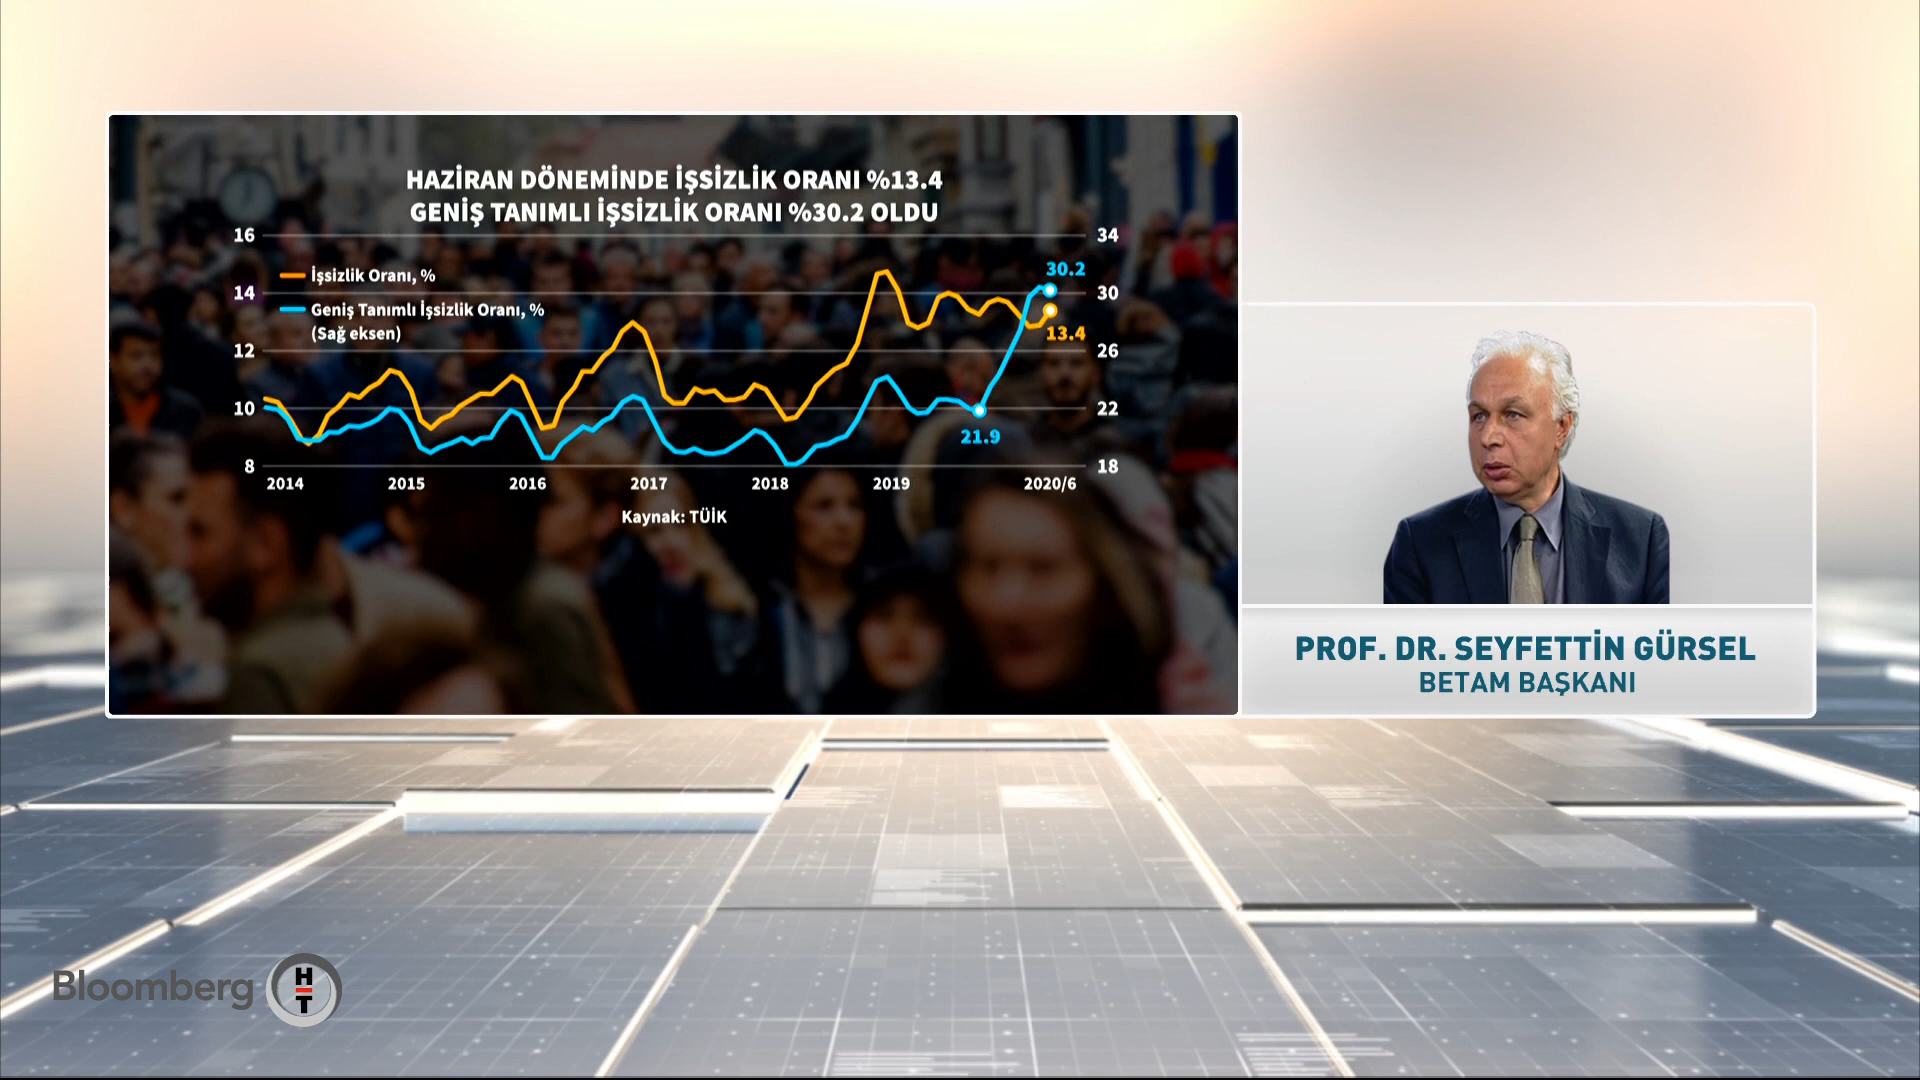 HAZİRAN DÖNEMİNDE İŞSİZLİK ORANI %13.4
GENİŞ TANIMLI İŞSİZLİK ORANI %30.2 OLDU
16
34
İşsizlik Oranı, %
30.2
14
30
Geniş Tanımlı İşsizlik Oranı, %
(Sağ eksen)
13.4
12
26
10
22
21.9
8
18
2014
2015
2016
2017
2018
2019
2020/6
Kaynak: TÜİK
PROF. DR. SEYFETTİN GÜRSEL
BETAM BAŞKANI
Bloomberg HT